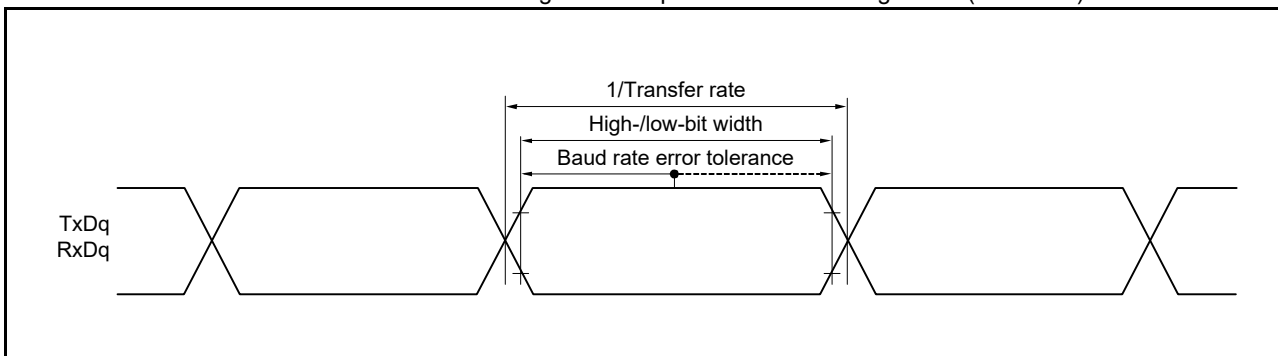 1/Transfer rate
High-/low-bit width
Baud rate error tolerance
TxDq
RxDq